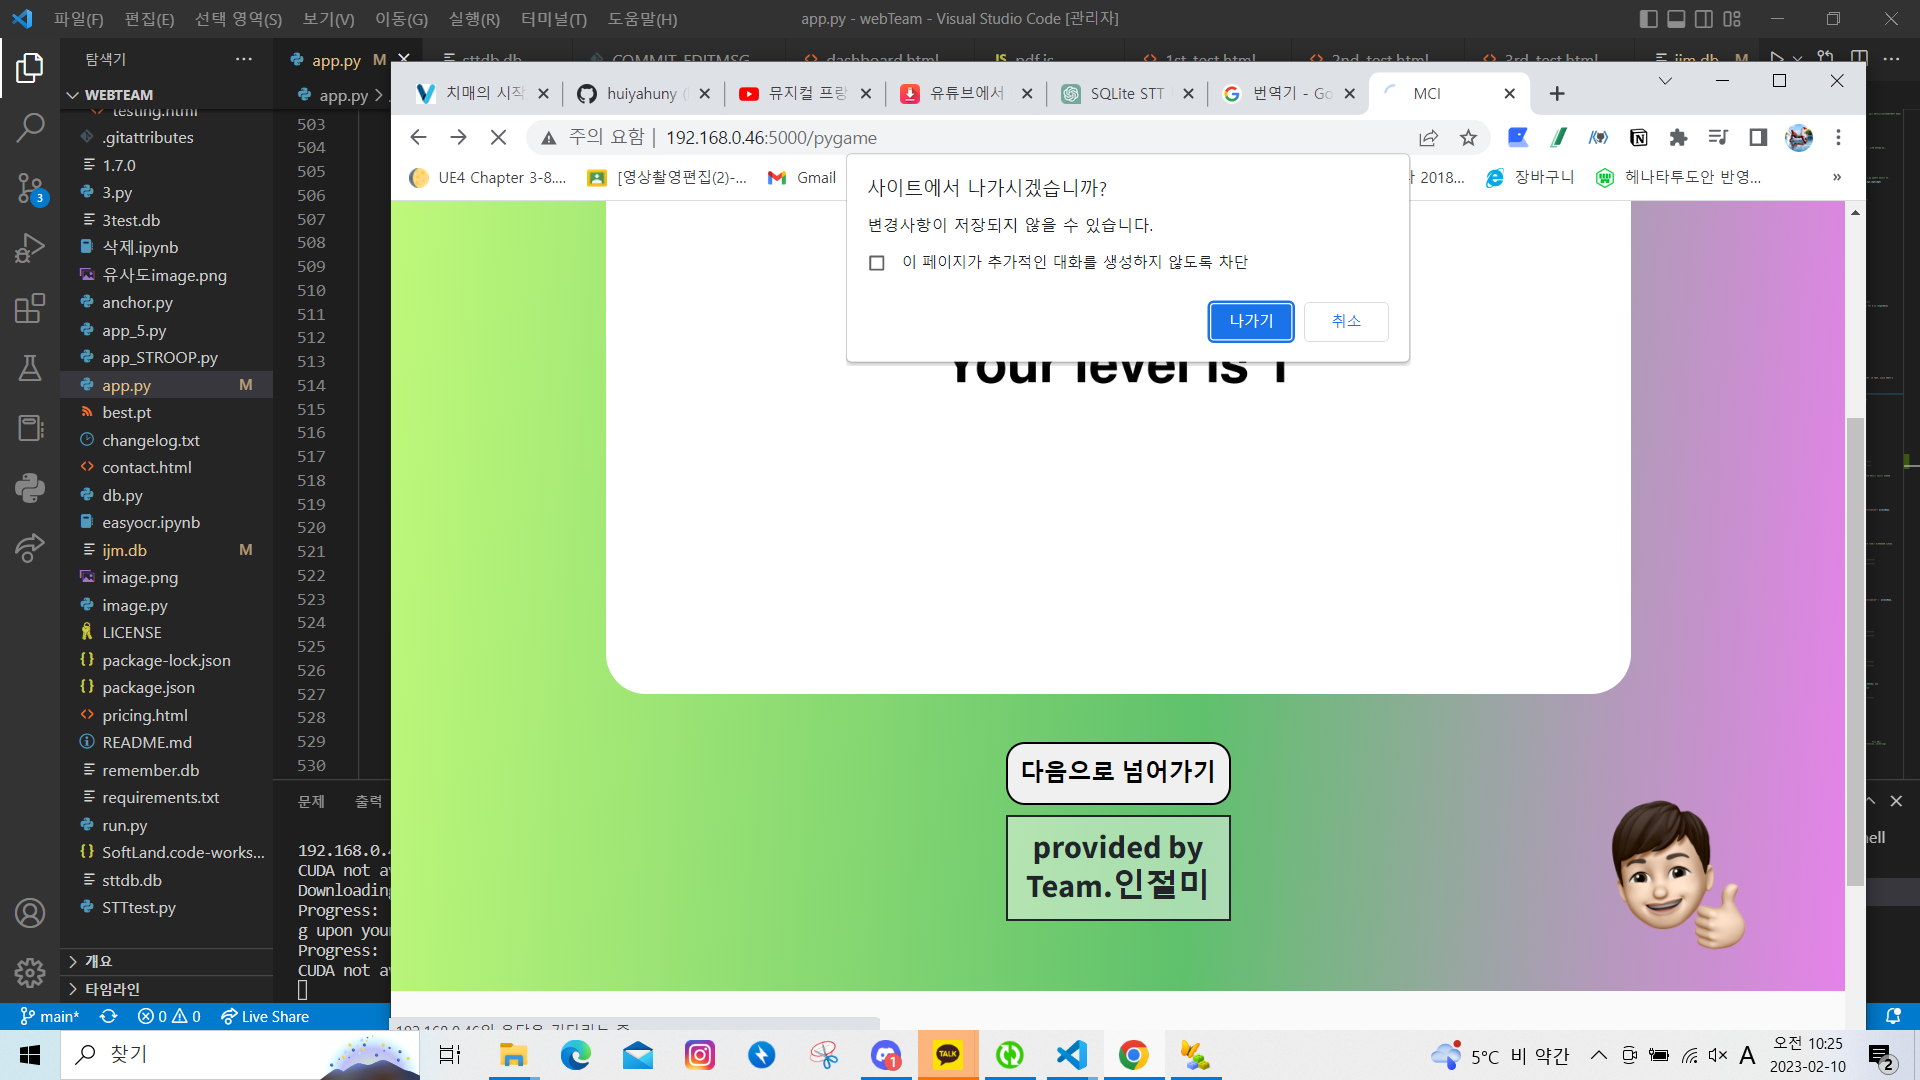 파일(F) 편집(E) 선택 영역(S) 보기(V) 이동(G) 실행(R) 터미널(T) 도움말(H)
app.py - webTeam - Visual Studio Code [관리자]
탐색기
app.py M
sttdb.db
COMMIT_EDITMSG
dashboard.html
pdf.js
1st_test.html
2nd_test.html
3rd_test.html
ijm.db M
WEBTEAM
app.py
testing.html
.gitattributes
1.7.0
3.py
3test.db
삭제.ipynb
유사도image.png
anchor.py
app_5.py
app_STROOP.py
app.py M
best.pt
changelog.txt
contact.html
db.py
easyocr.ipynb
ijm.db M
image.png
image.py
LICENSE
package-lock.json
package.json
pricing.html
README.md
remember.db
requirements.txt
run.py
SoftLand.code-works...
sttdb.db
STTtest.py
개요
타임라인
503
504
505
506
507
508
509
510
511
512
513
514
515
516
517
518
519
520
521
522
523
524
525
526
527
528
529
530
문제 출력
192.168.0.4
CUDA not av
Downloading
Progress:
g upon your
Progress:
CUDA not av
치매의 시작
huiyahuny
뮤지컬 프랑
유튜브에서
SQLite STT
번역기 - Go
MCI
주의 요함 192.168.0.46:5000/pygame
UE4 Chapter 3-8....
[영상촬영편집(2)-...
Gmail
2018...
장바구니
헤나타투도안 반영...
사이트에서 나가시겠습니까?
변경사항이 저장되지 않을 수 있습니다.
이 페이지가 추가적인 대화를 생성하지 않도록 차단
나가기
취소
Your level is 1
다음으로 넘어가기
provided by
Team.인절미
ell
main* 0 0 Live Share
찾기
TALK
1
3
5°C 비 약간
A
오전 10:25
2023-02-10
2